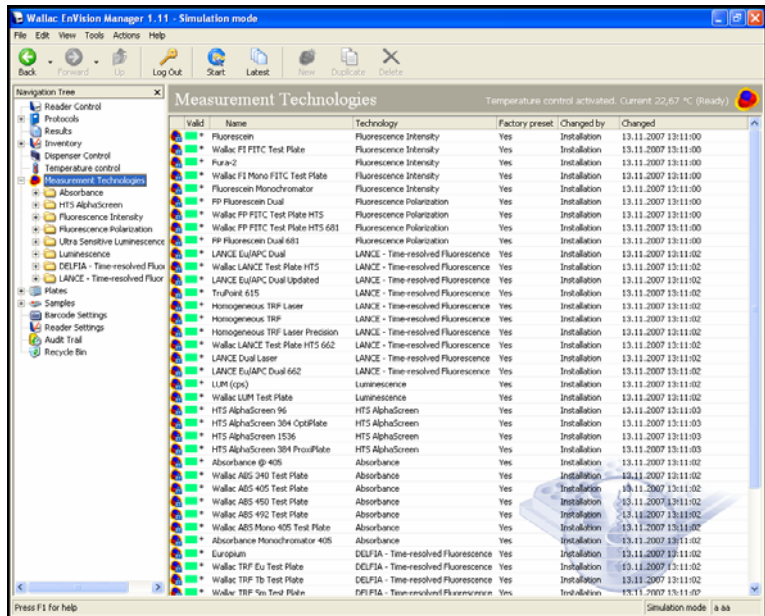 Wallac EnVision Manager 1.11 - Simulation mode
File Edit View Tools Actions Help
Back Forward Up Log Out Start Latest New Duplicate Delete
Navigation Tree
Reader Control
Protocols
Results
Inventory
Dispenser Control
Temperature control
Measurement Technologies
Absorbance
HTS AlphaScreen
Fluorescence Intensity
Fluorescence Polarization
Ultra Sensitive Luminescence
Luminescence
DELFIA - Time-resolved Fluor
LANCE - Time-resolved Fluor
Plates
Samples
Barcode Settings
Reader Settings
Audit Trail
Recycle Bin
Measurement Technologies Temperature control activated. Current 22,67 °C (Ready)
Valid Name Technology Factory preset Changed by Changed
* Fluorescein Fluorescence Intensity Yes Installation 13.11.2007 13:11:00
* Wallac FI FITC Test Plate Fluorescence Intensity Yes Installation 13.11.2007 13:11:00
* Fura-2 Fluorescence Intensity Yes Installation 13.11.2007 13:11:00
* Wallac FI Mono FITC Test Plate Fluorescence Intensity Yes Installation 13.11.2007 13:11:00
* Fluorescein Monochromator Fluorescence Intensity Yes Installation 13.11.2007 13:11:00
* FP Fluorescein Dual Fluorescence Polarization Yes Installation 13.11.2007 13:11:00
* Wallac FP FITC Test Plate HTS Fluorescence Polarization Yes Installation 13.11.2007 13:11:00
* Wallac FP FITC Test Plate HTS 681 Fluorescence Polarization Yes Installation 13.11.2007 13:11:00
* FP Fluorescein Dual 681 Fluorescence Polarization Yes Installation 13.11.2007 13:11:00
* LANCE Eu/APC Dual LANCE - Time-resolved Fluorescence Yes Installation 13.11.2007 13:11:02
* Wallac LANCE Test Plate HTS LANCE - Time-resolved Fluorescence Yes Installation 13.11.2007 13:11:02
* LANCE Eu/APC Dual Updated LANCE - Time-resolved Fluorescence Yes Installation 13.11.2007 13:11:02
* TruPoint 615 LANCE - Time-resolved Fluorescence Yes Installation 13.11.2007 13:11:02
* Homogeneous TRF Laser LANCE - Time-resolved Fluorescence Yes Installation 13.11.2007 13:11:02
* Homogeneous TRF LANCE - Time-resolved Fluorescence Yes Installation 13.11.2007 13:11:02
* Homogeneous TRF Laser Precision LANCE - Time-resolved Fluorescence Yes Installation 13.11.2007 13:11:02
* Wallac LANCE Test Plate HTS 662 LANCE - Time-resolved Fluorescence Yes Installation 13.11.2007 13:11:02
* LANCE Dual Laser LANCE - Time-resolved Fluorescence Yes Installation 13.11.2007 13:11:02
* LANCE Eu/APC Dual 662 LANCE - Time-resolved Fluorescence Yes Installation 13.11.2007 13:11:02
* LUM (cps) Luminescence Yes Installation 13.11.2007 13:11:02
* Wallac LUM Test Plate Luminescence Yes Installation 13.11.2007 13:11:02
* HTS AlphaScreen 96 HTS AlphaScreen Yes Installation 13.11.2007 13:11:03
* HTS AlphaScreen 384 OptiPlate HTS AlphaScreen Yes Installation 13.11.2007 13:11:03
* HTS AlphaScreen 1536 HTS AlphaScreen Yes Installation 13.11.2007 13:11:03
* HTS AlphaScreen 384 ProxiPlate HTS AlphaScreen Yes Installation 13.11.2007 13:11:03
* Absorbance @ 405 Absorbance Yes Installation 13.11.2007 13:11:02
* Wallac ABS 340 Test Plate Absorbance Yes Installation 13.11.2007 13:11:02
* Wallac ABS 405 Test Plate Absorbance Yes Installation 13.11.2007 13:11:02
* Wallac ABS 450 Test Plate Absorbance Yes Installation 13.11.2007 13:11:02
* Wallac ABS 492 Test Plate Absorbance Yes Installation 13.11.2007 13:11:02
* Wallac ABS Mono 405 Test Plate Absorbance Yes Installation 13.11.2007 13:11:02
* Absorbance Monochromator 405 Absorbance Yes Installation 13.11.2007 13:11:02
* Europium DELFIA - Time-resolved Fluorescence Yes Installation 13.11.2007 13:11:02
* Wallac TRF Eu Test Plate DELFIA - Time-resolved Fluorescence Yes Installation 13.11.2007 13:11:02
* Wallac TRF Tb Test Plate DELFIA - Time-resolved Fluorescence Yes Installation 13.11.2007 13:11:02
* Wallac TRF Sm Test Plate DELFIA - Time-resolved Fluorescence Yes Installation 13.11.2007 13:11:02
Press F1 for help Simulation mode a aa